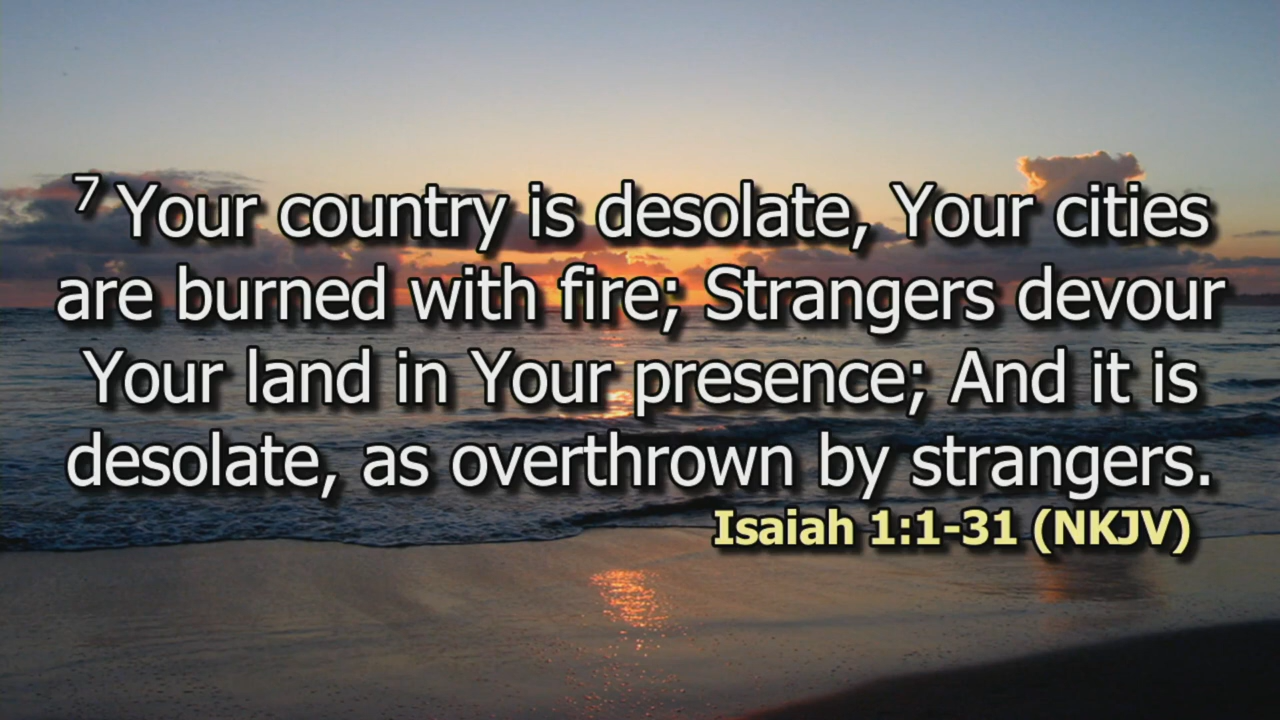 7 Your country is desolate, Your cities
are burned with fire; Strangers devour
Your land in Your presence; And it is
desolate, as overthrown by strangers.
Isaiah 1:1-31 (NKJV)